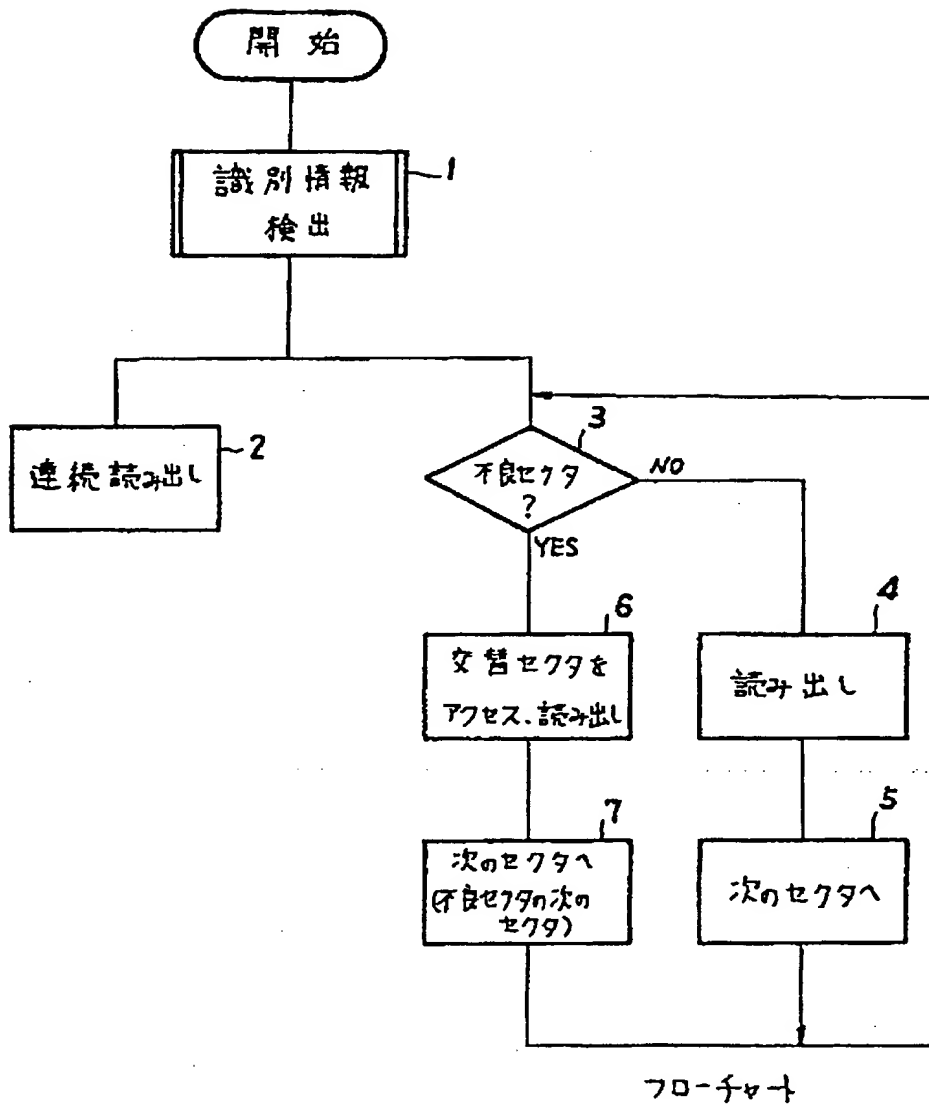 開始
識別情報
検出
1
連続読み出し
2
不良セクタ
?
3
NO
YES
交替セクタを
アクセス、読み出し
6
読み出し
4
次のセクタへ
(不良セクタの次の
セクタ)
7
次のセクタへ
5
フローチャート